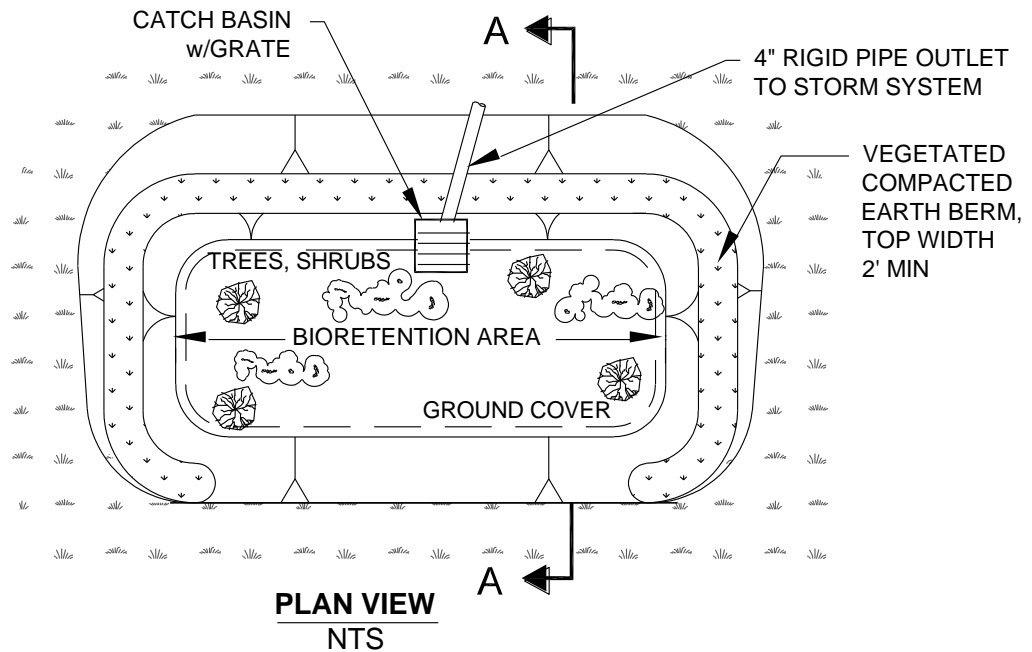 CATCH BASIN
w/GRATE
A
4" RIGID PIPE OUTLET
TO STORM SYSTEM
VEGETATED
COMPACTED
EARTH BERM,
TOP WIDTH
2' MIN
TREES, SHRUBS
BIORETENTION AREA
GROUND COVER
A
PLAN VIEW
NTS